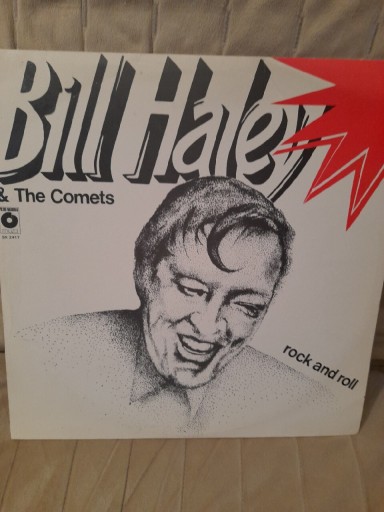 Bill Haley
& The Comets
rock and roll